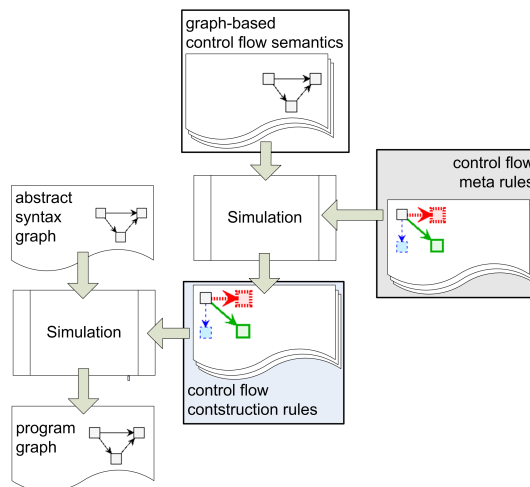 graph-based
control flow semantics
control flow
meta rules
abstract
syntax
graph
Simulation
Simulation
control flow
contstruction rules
program
graph